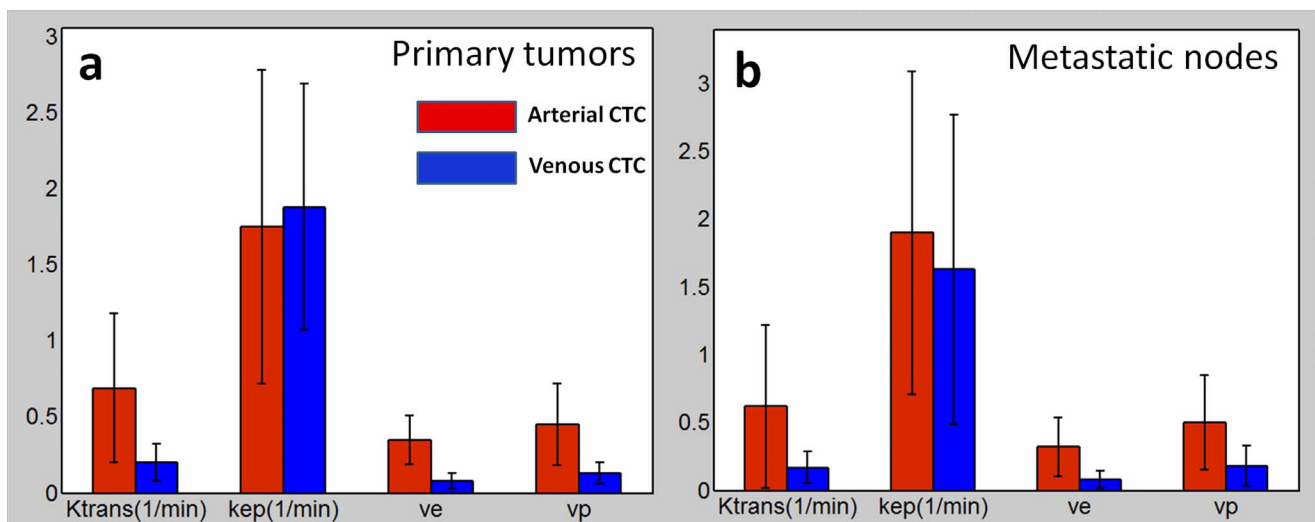 a
Primary tumors
Arterial CTC
Venous CTC
3
2.5
2
1.5
1
0.5
0
Ktrans(1/min) kep(1/min) ve vp
b
Metastatic nodes
3
2.5
2
1.5
1
0.5
0
Ktrans(1/min) kep(1/min) ve vp